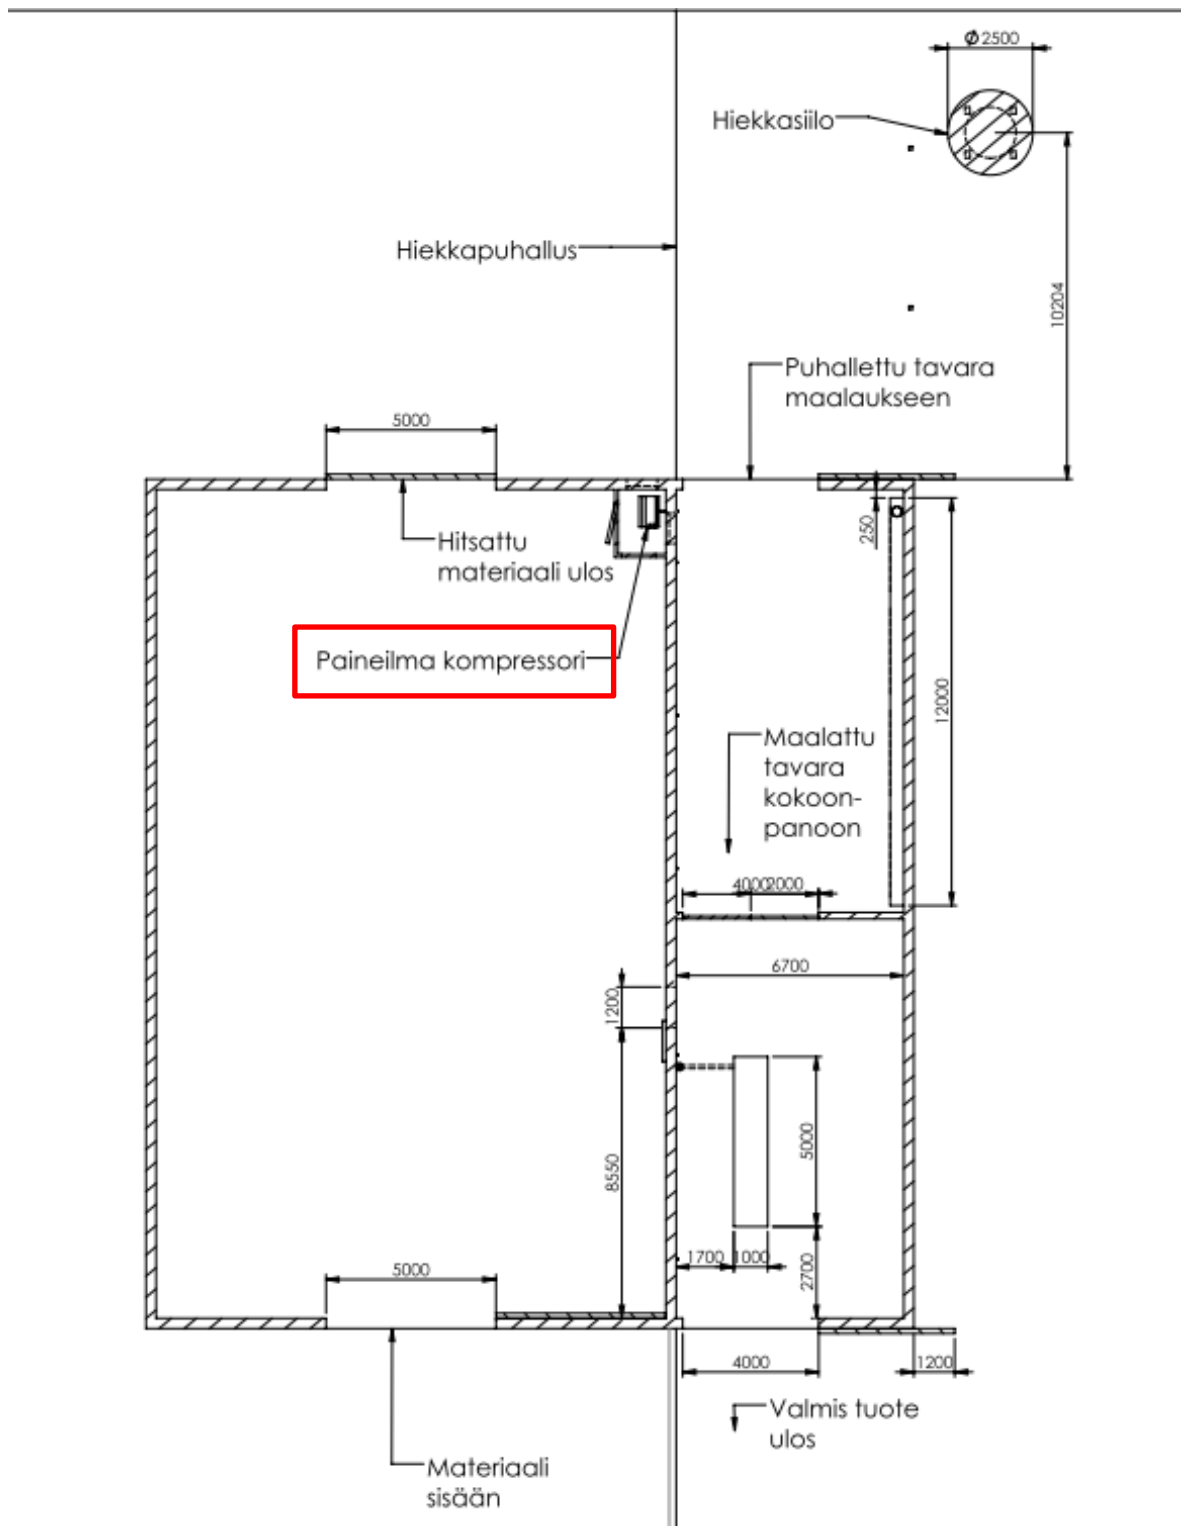 Ø2500
Hiekkasiilo
Hiekkapuhallus
10204
Puhallettu tavara
maalaukseen
5000
250
Hitsattu
materiaali ulos
Paineilma kompressori
12000
Maalattu
tavara
kokoon-
panoon
4000
2000
6700
1200
8550
5000
1700
1000
2700
5000
4000
1200
Valmis tuote
ulos
Materiaali
sisään